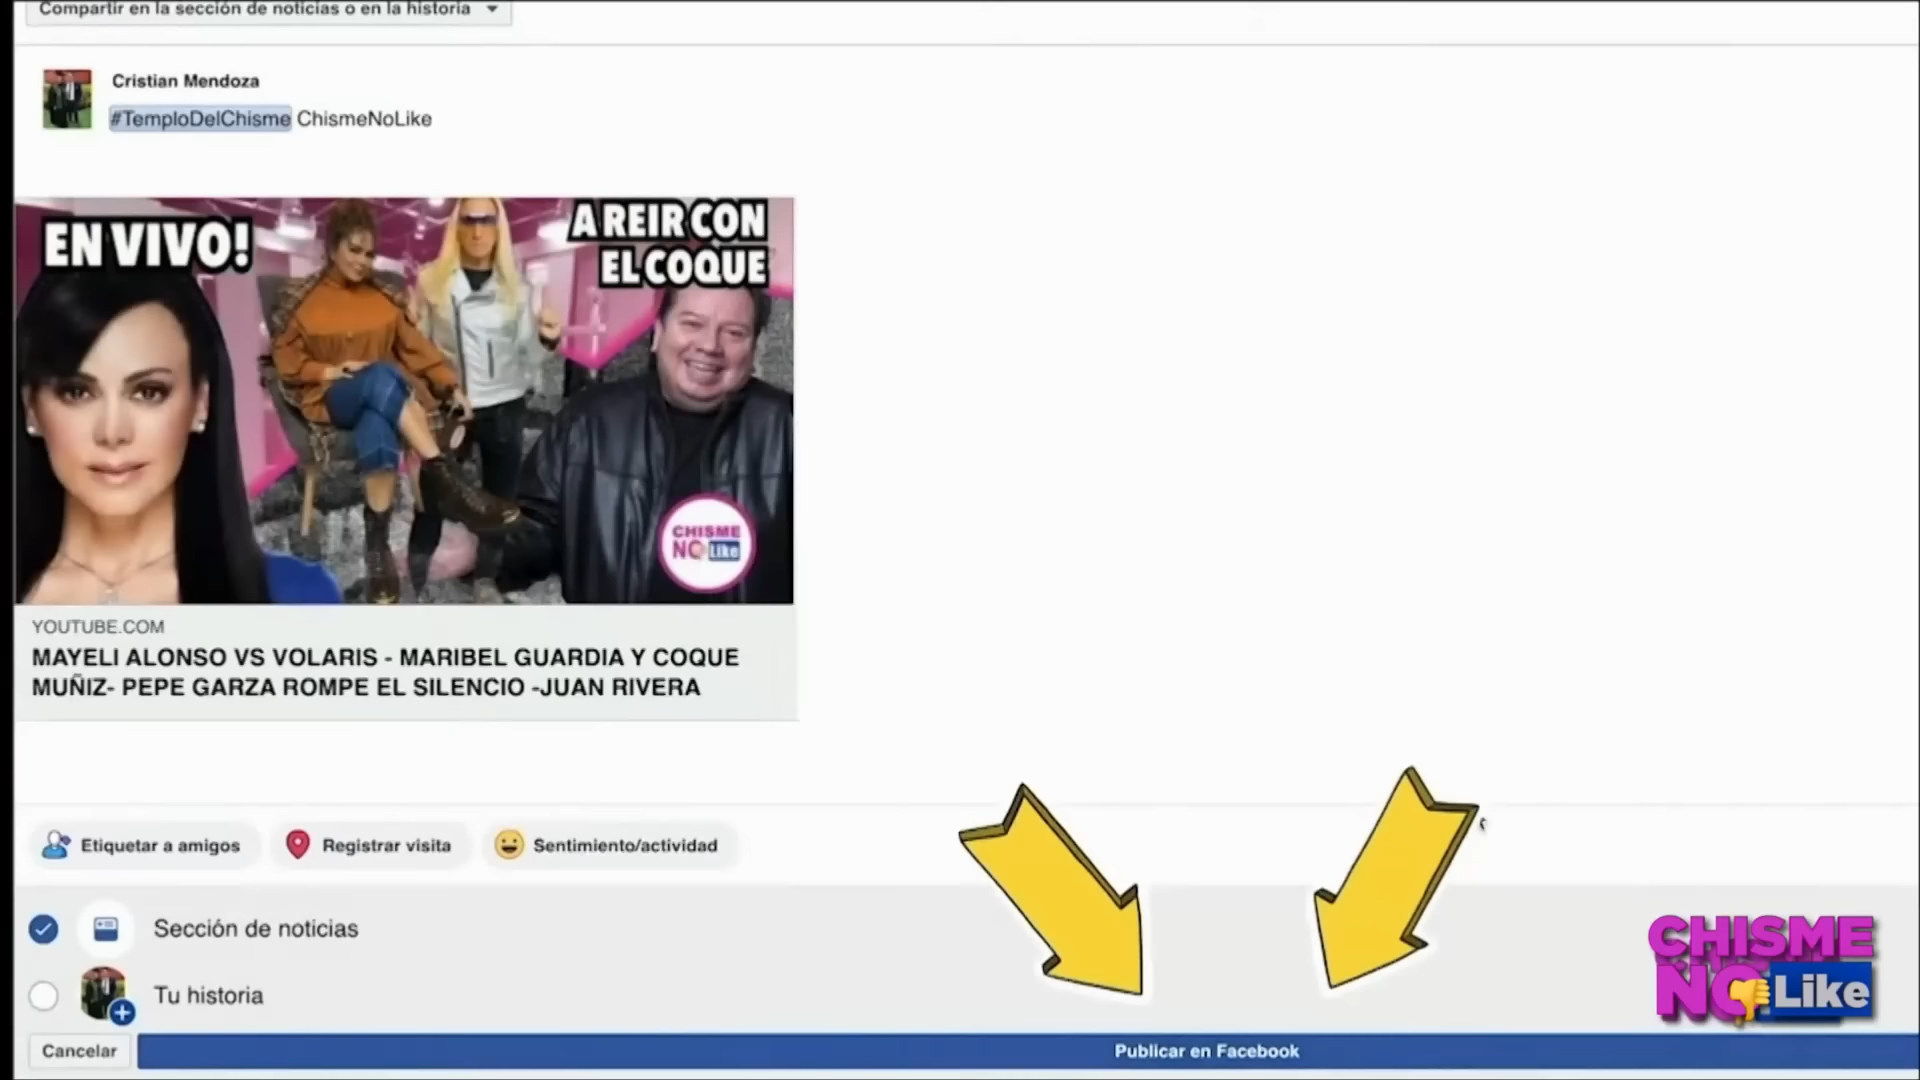 Compartir en la sección de noticias o en la historia
Cristian Mendoza
#TemploDelChisme ChismeNoLike
EN VIVO!
A REIR CON
EL COQUE
CHISME
NO Like
YOUTUBE.COM
MAYELI ALONSO VS VOLARIS - MARIBEL GUARDIA Y COQUE
MUÑIZ- PEPE GARZA ROMPE EL SILENCIO -JUAN RIVERA
Etiquetar a amigos
Registrar visita
Sentimiento/actividad
Sección de noticias
Tu historia
CHISME
NO Like
Cancelar
Publicar en Facebook